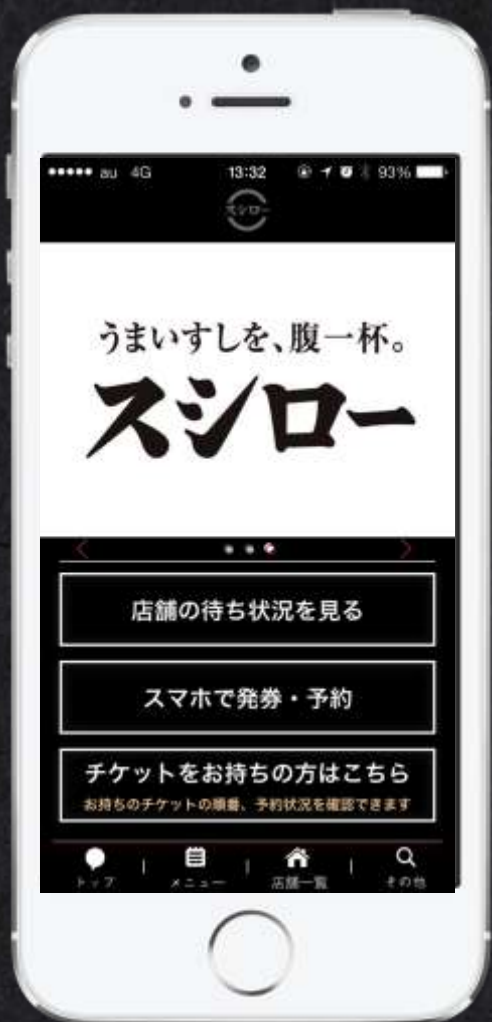 au 4G 13:32 93%
スシロー
うまいすしを、腹一杯。
スシロー
店舗の待ち状況を見る
スマホで発券・予約
チケットをお持ちの方はこちら
お持ちのチケットの順番、予約状況を確認できます
トップ メニュー 店舗一覧 その他